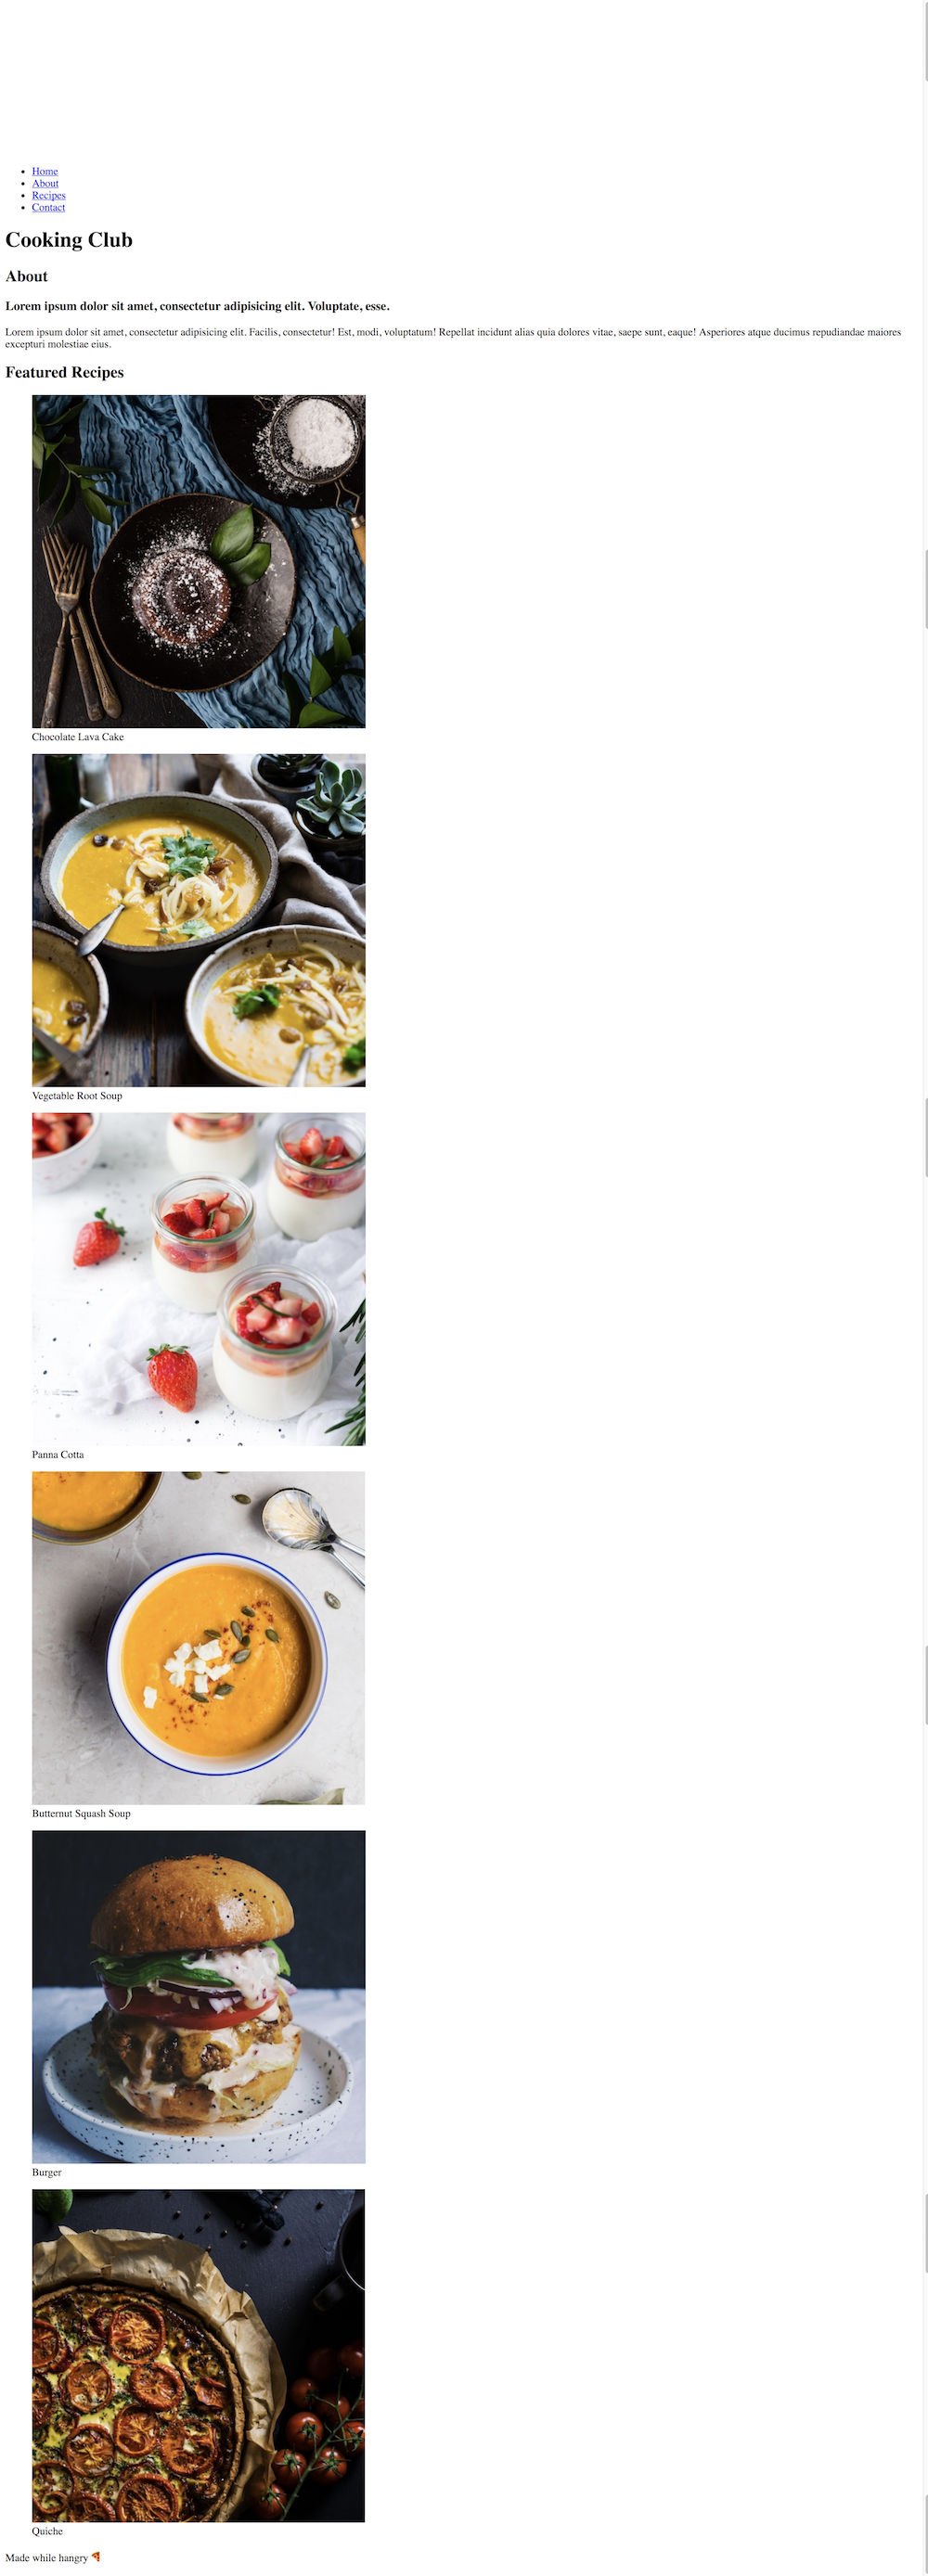 Home
About
Recipes
Contact
Cooking Club
About
Lorem ipsum dolor sit amet, consectetur adipisicing elit. Voluptate, esse.
Lorem ipsum dolor sit amet, consectetur adipisicing elit. Facilis, consectetur! Est, modi, voluptatum! Repellat incidunt alias quia dolores vitae, saepe sunt, eaque! Asperiores atque ducimus repudiandae maiores
excepturi molestiae eius.
Featured Recipes
Chocolate Lava Cake
Vegetable Root Soup
Panna Cotta
Butternut Squash Soup
Burger
Quiche
Made while hangry 🍕